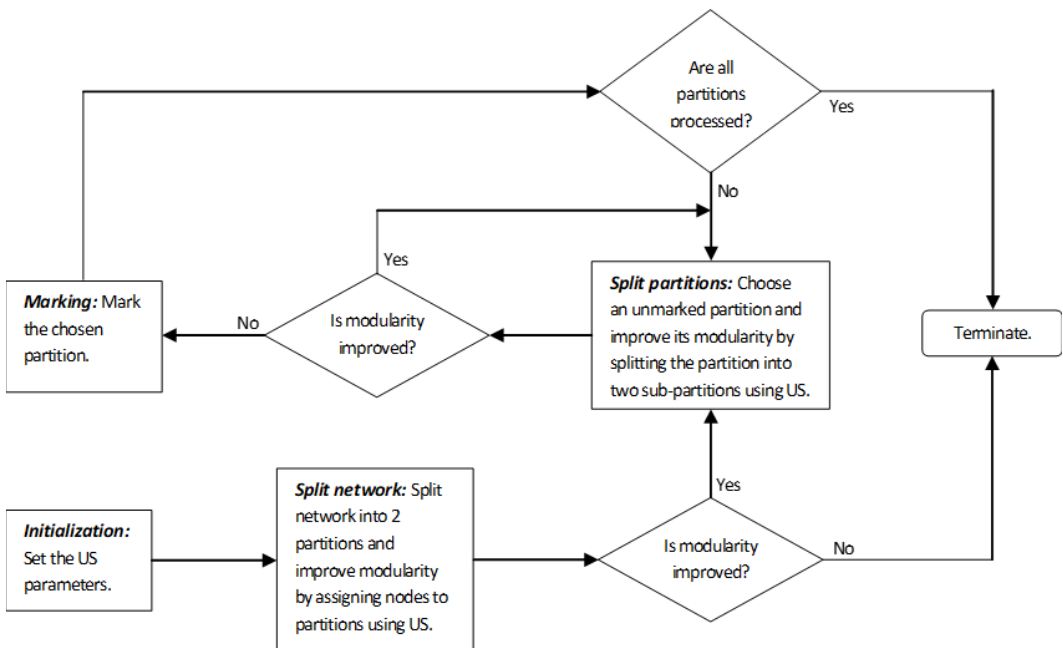 Are all
partitions
processed?
Yes
No
Yes
Marking: Mark
the chosen
partition.
No
Is modularity
improved?
Split partitions: Choose
an unmarked partition and
improve its modularity by
splitting the partition into
two sub-partitions using US.
Terminate.
Initialization:
Set the US
parameters.
Split network: Split
network into 2
partitions and
improve modularity
by assigning nodes to
partitions using US.
Yes
Is modularity
improved?
No